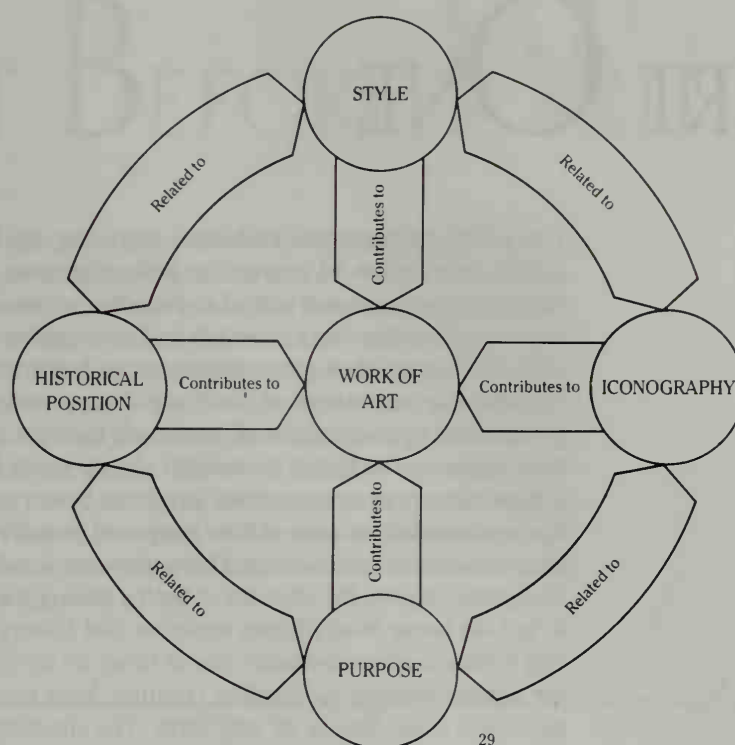 STYLE
Related to
Related to
Contributes to
HISTORICAL
POSITION
Contributes to
WORK OF
ART
Contributes to
ICONOGRAPHY
Contributes to
Related to
Related to
PURPOSE
29